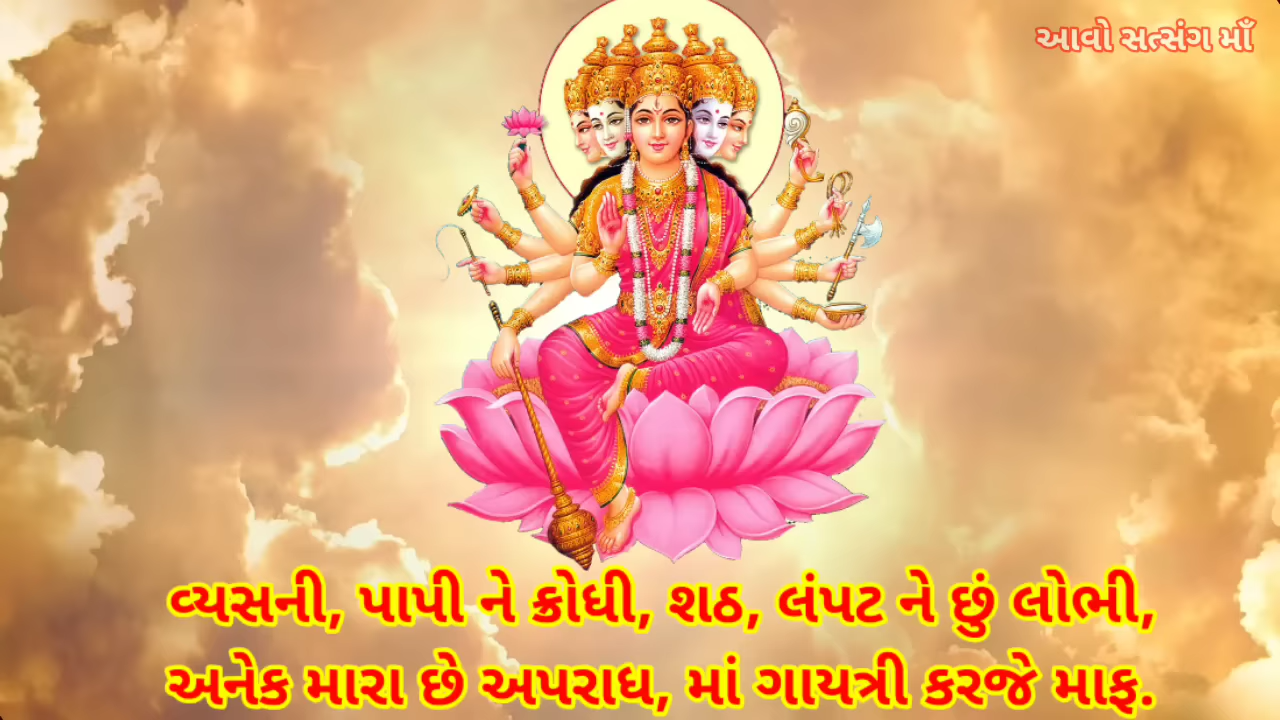 આવો સત્સંગ માઁ
વ્યસની, પાપી ને ક્રોધી, શઠ, લંપટ ને છું લોભી,
અનેક મારા છે અપરાધ, માં ગાયત્રી કરજે માફ.